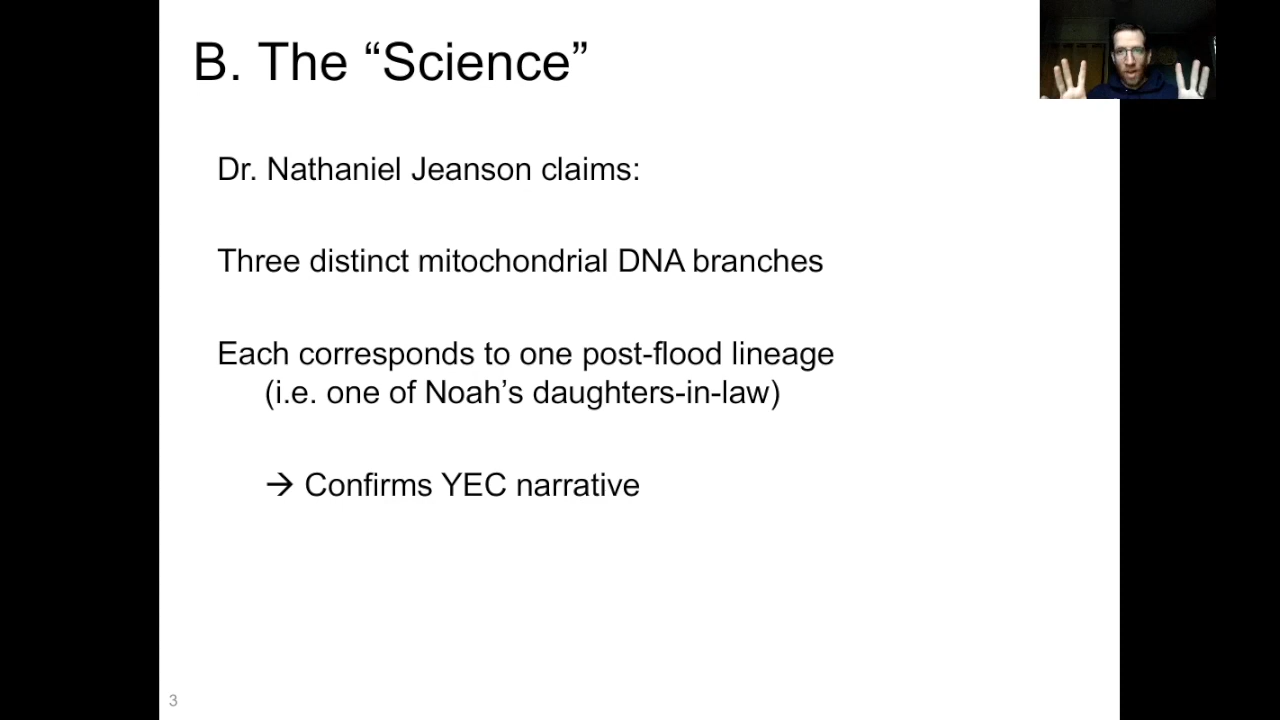 B. The “Science”
Dr. Nathaniel Jeanson claims:
Three distinct mitochondrial DNA branches
Each corresponds to one post-flood lineage
(i.e. one of Noah’s daughters-in-law)
→ Confirms YEC narrative
3